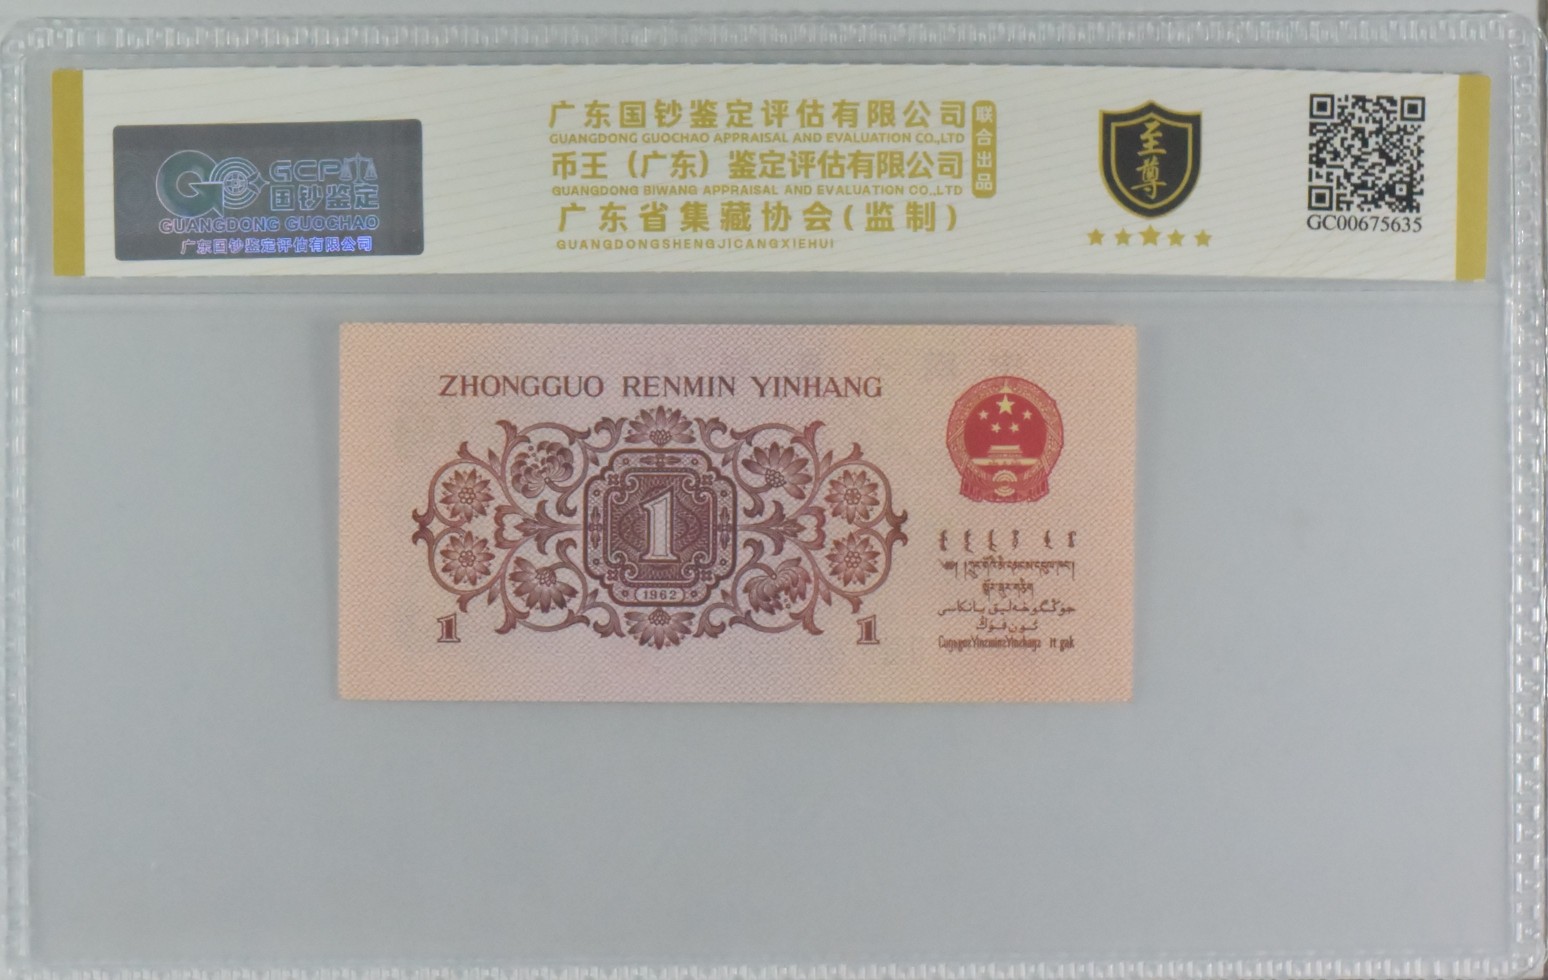 广东国钞鉴定评估有限公司
GUANGDONG GUOCHAO APPRAISAL AND EVALUATION CO.,LTD
币王（广东）鉴定评估有限公司
GUANGDONG BIWANG APPRAISAL AND EVALUATION CO.,LTD
广东省集藏协会(监制)
GUANGDONGSHENGJICANGXIEHUI
联合出品
GCP
国钞鉴定
GUANGDONG GUOCHAO
广东国钞鉴定评估有限公司
至尊
GC00675635
ZHONGGUO RENMIN YINHANG
1
1962
1
1